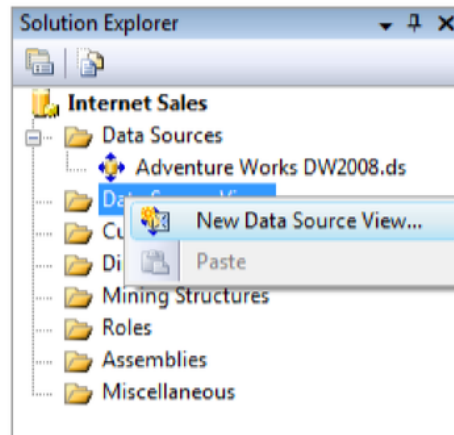 Solution Explorer
Internet Sales
Data Sources
Adventure Works DW2008.ds
New Data Source View...
Paste
Mining Structures
Roles
Assemblies
Miscellaneous